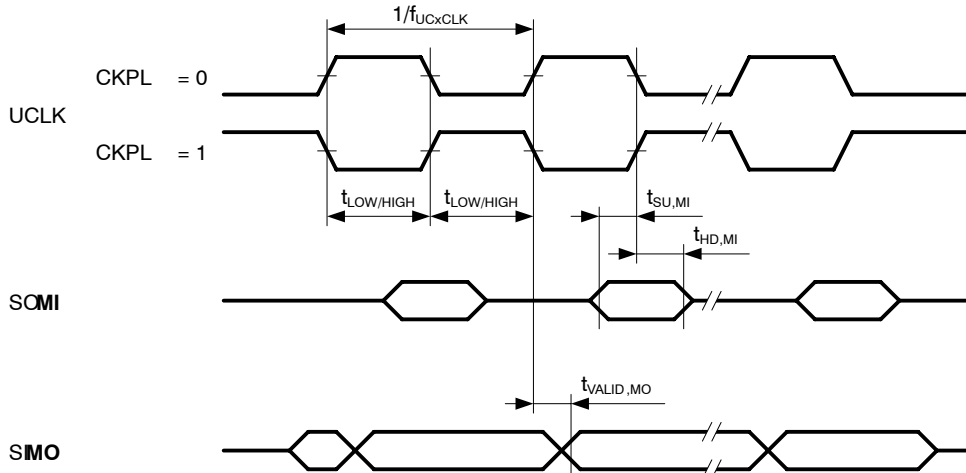 1/fUCxCLK
CKPL = 0
UCLK
CKPL = 1
tLOW/HIGH tLOW/HIGH tSU,MI
tHD,MI
SOMI
tVALID,MO
SIMO